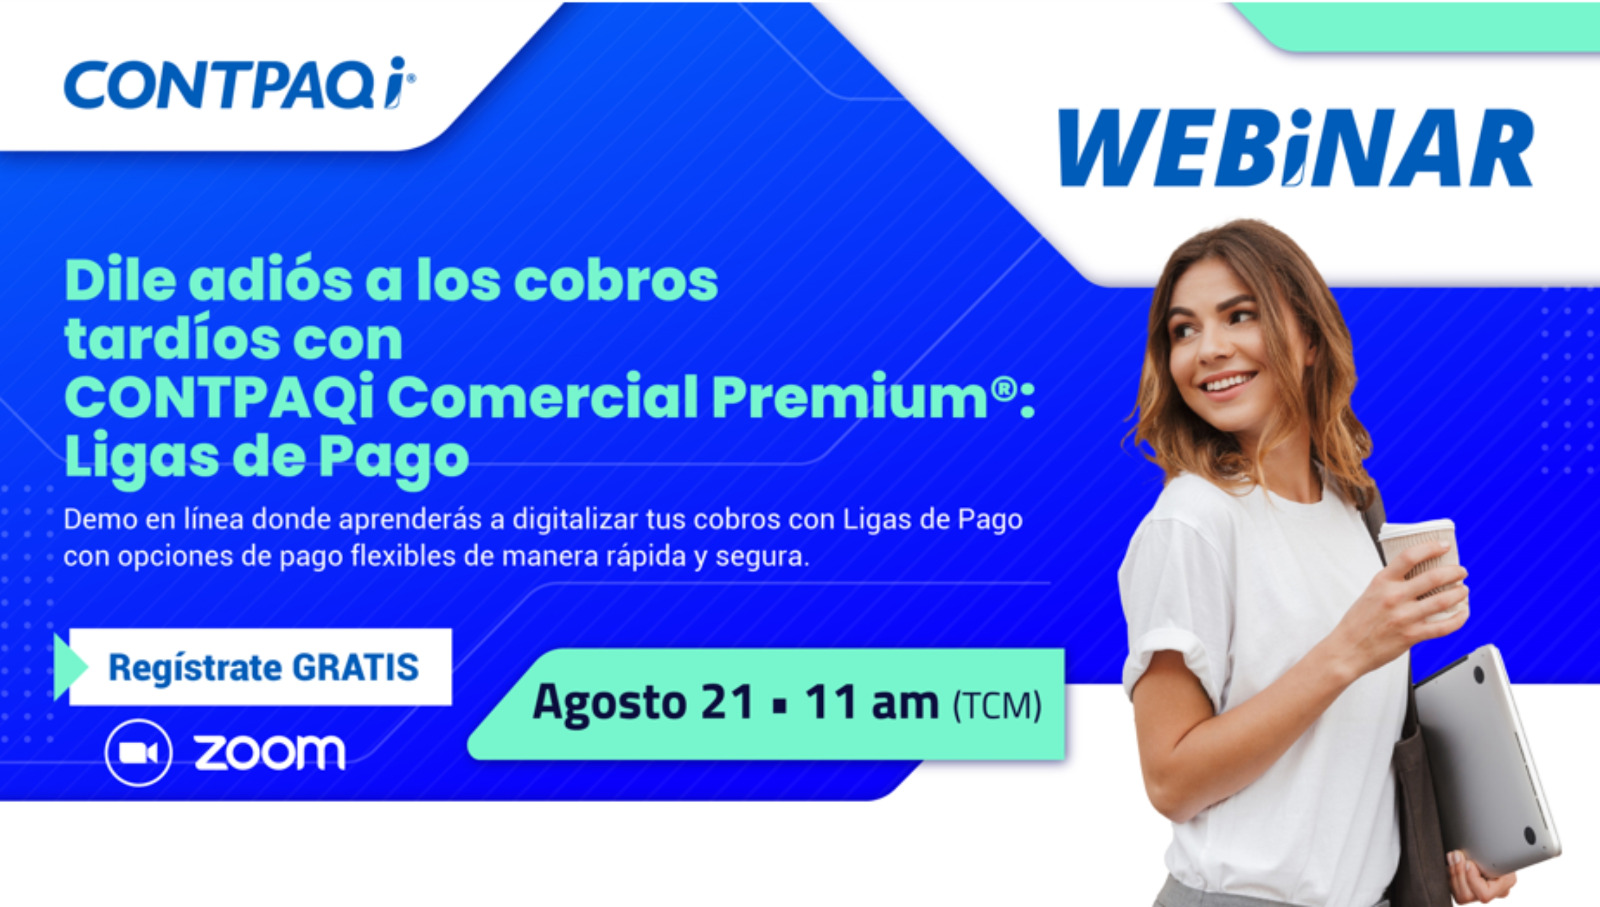 CONTPAQi®
WEBiNAR
Dile adiós a los cobros
tardíos con
CONTPAQi Comercial Premium®:
Ligas de Pago
Demo en línea donde aprenderás a digitalizar tus cobros con Ligas de Pago
con opciones de pago flexibles de manera rápida y segura.
Regístrate GRATIS
Agosto 21 ▪ 11 am (TCM)
zoom